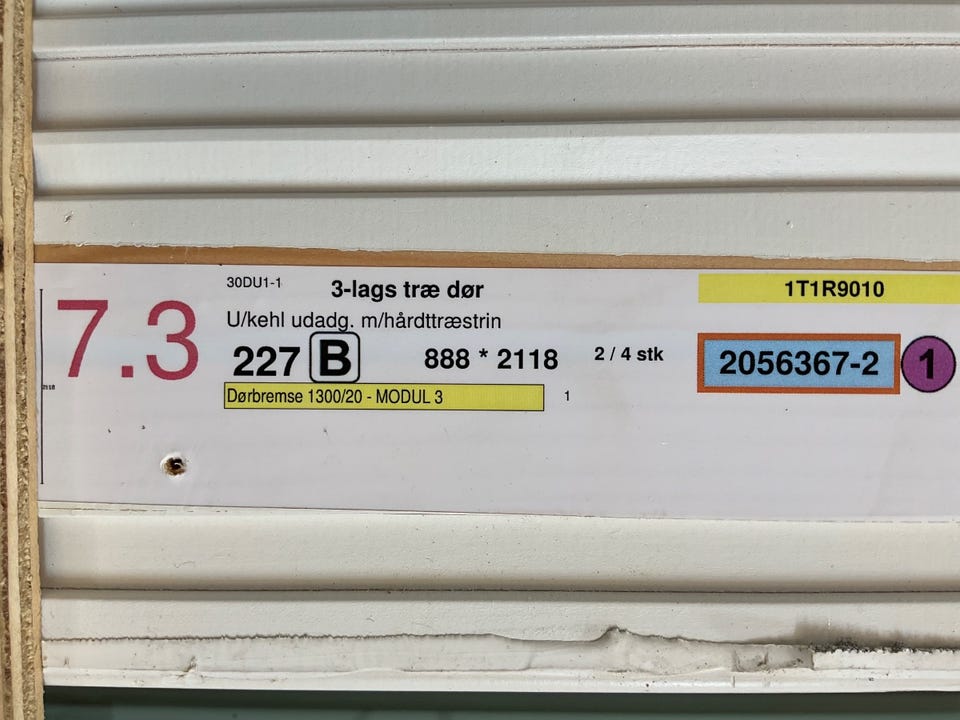 30DU1-1 3-lags træ dør 1T1R9010
7.3
U/kehl udadg. m/hårdttræstrin
227 B 888 * 2118 2 / 4 stk 2056367-2 1
2118
Dørbremse 1300/20 - MODUL 3 1